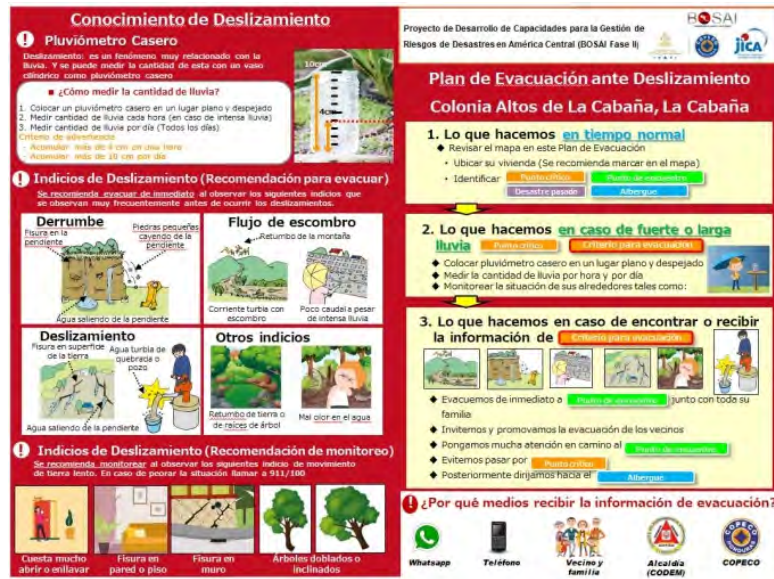 Conocimiento de Deslizamiento
Pluviómetro Casero
Deslizamiento: es un fenómeno muy relacionado con la
lluvia. Y se puede medir la cantidad de esta con un vaso
cilíndrico como pluviómetro casero
¿Cómo medir la cantidad de lluvia?
1. Colocar un pluviómetro casero en un lugar plano y despejado
2. Medir cantidad de lluvia cada hora (en caso de intensa lluvia)
3. Medir cantidad de lluvia por día (Todos los días)
Criterio de advertencia
- Acumular más de 4 cm en una hora
- Acumular más de 10 cm por día
10cm
4cm
Indicios de Deslizamiento (Recomendación para evacuar)
Se recomienda evacuar de inmediato al observar los siguientes indicios que
se observan muy frecuentemente antes de ocurrir los deslizamientos.
Derrumbe
Fisura en la
pendiente
Piedras pequeñas
cayendo de la
pendiente
Agua saliendo de la pendiente
Flujo de escombro
Retumbo de la montaña
Corriente turbia con
escombro
Poco caudal a pesar
de intensa lluvia
Deslizamiento
Fisura en superficie
de la tierra
Agua turbia de
quebrada o
pozo
Agua saliendo de la pendiente
Otros indicios
Retumbo de tierra o
de raíces de árbol
Mal olor en el agua
Indicios de Deslizamiento (Recomendación de monitoreo)
Se recomienda monitorear al observar los siguientes indicio de movimiento
de tierra lento. En caso de peorar la situación llamar a 911/100
Cuesta mucho
abrir o enllavar
Fisura en
pared o piso
Fisura en
muro
Árboles doblados o
inclinados
Proyecto de Desarrollo de Capacidades para la Gestión de
Riesgos de Desastres en América Central (BOSAI Fase II)
BOSAI
jICA
Plan de Evacuación ante Deslizamiento
Colonia Altos de La Cabaña, La Cabaña
1. Lo que hacemos en tiempo normal
Revisar el mapa en este Plan de Evacuación
Ubicar su vivienda (Se recomienda marcar en el mapa)
Identificar Punto crítico Punto de encuentro
Desastre pasado Albergue
2. Lo que hacemos en caso de fuerte o larga
lluvia Punto crítico Criterio para evacuación
Colocar pluviómetro casero en un lugar plano y despejado
Medir la cantidad de lluvia por hora y por día
Monitorear la situación de sus alrededores tales como:
3. Lo que hacemos en caso de encontrar o recibir
la información de Criterio para evacuación
Evacuemos de inmediato a Punto de encuentro junto con toda su
familia
Invitemos y promovamos la evacuación de los vecinos
Pongamos mucha atención en camino al Punto de encuentro
Evitemos pasar por Punto crítico
Posteriormente dirijamos hacia el Albergue
¿Por qué medios recibir la información de evacuación?
Whatsapp
Teléfono
Vecino y
familia
Alcaldía
(CODEM)
COPECO